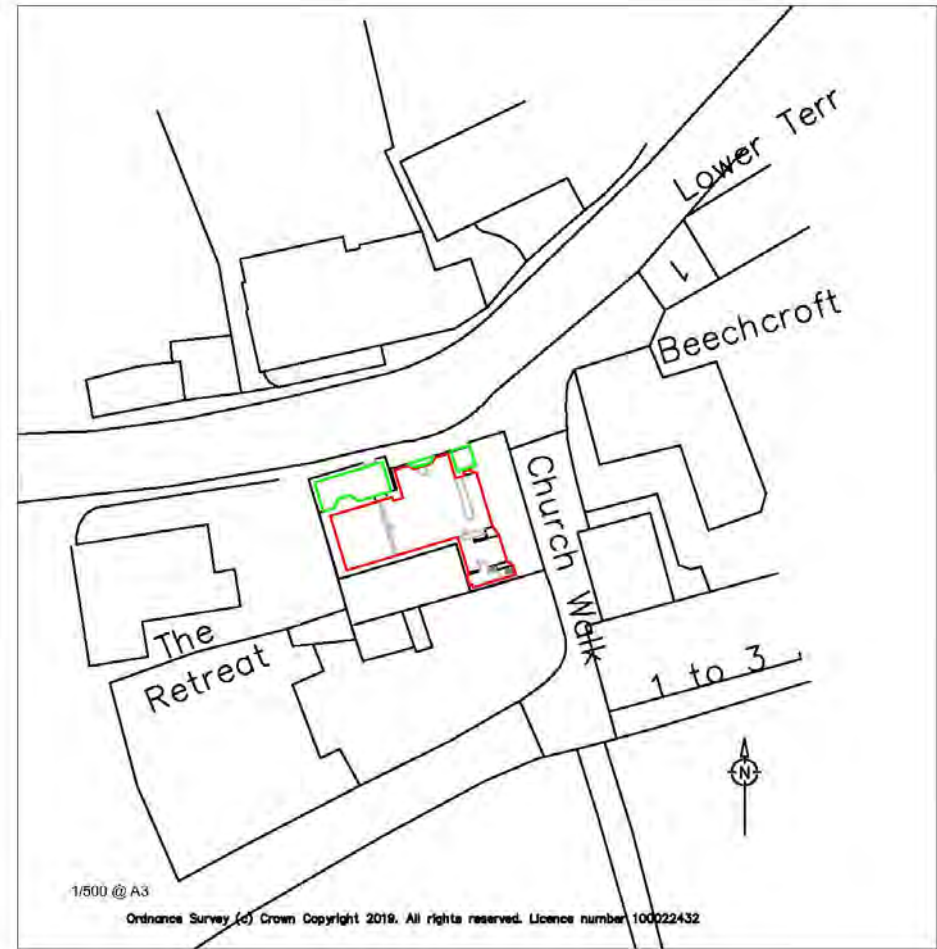 Lower Terr
1
Beechcroft
Church Walk
The
Retreat
1 to 3
N
1/500 @ A3
Ordnance Survey (c) Crown Copyright 2019. All rights reserved. Licence number 100022432